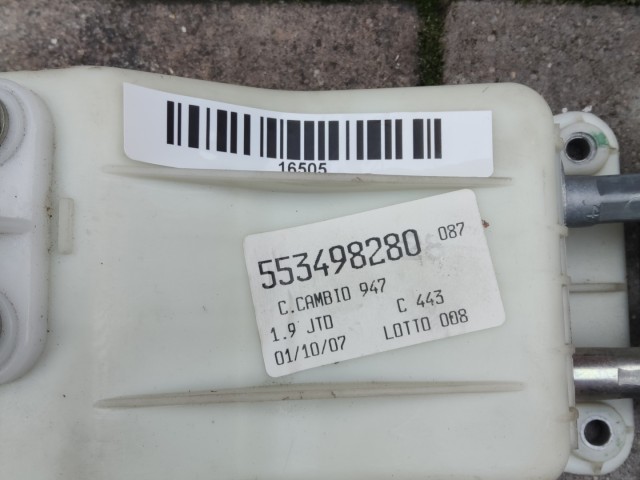 16505
553498280 087
C.CAMBIO 947
1.9 JTD C 443
01/10/07 LOTTO 008